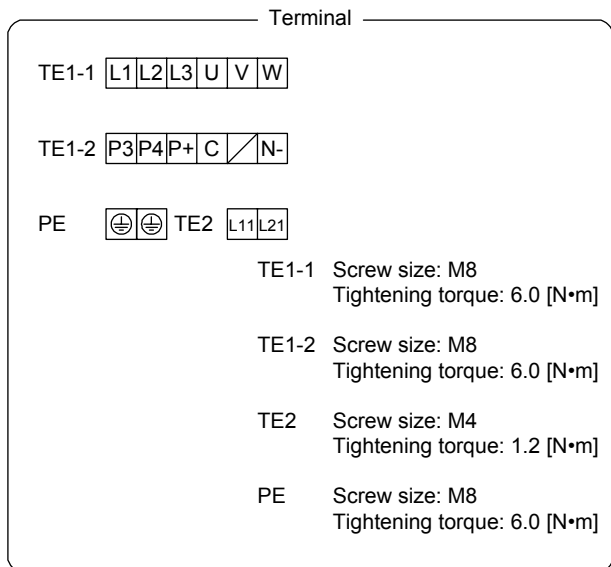 Terminal
TE1-1 L1 L2 L3 U V W
TE1-2 P3 P4 P+ C N-
PE TE2 L11 L21
TE1-1 Screw size: M8
Tightening torque: 6.0 [N•m]
TE1-2 Screw size: M8
Tightening torque: 6.0 [N•m]
TE2 Screw size: M4
Tightening torque: 1.2 [N•m]
PE Screw size: M8
Tightening torque: 6.0 [N•m]